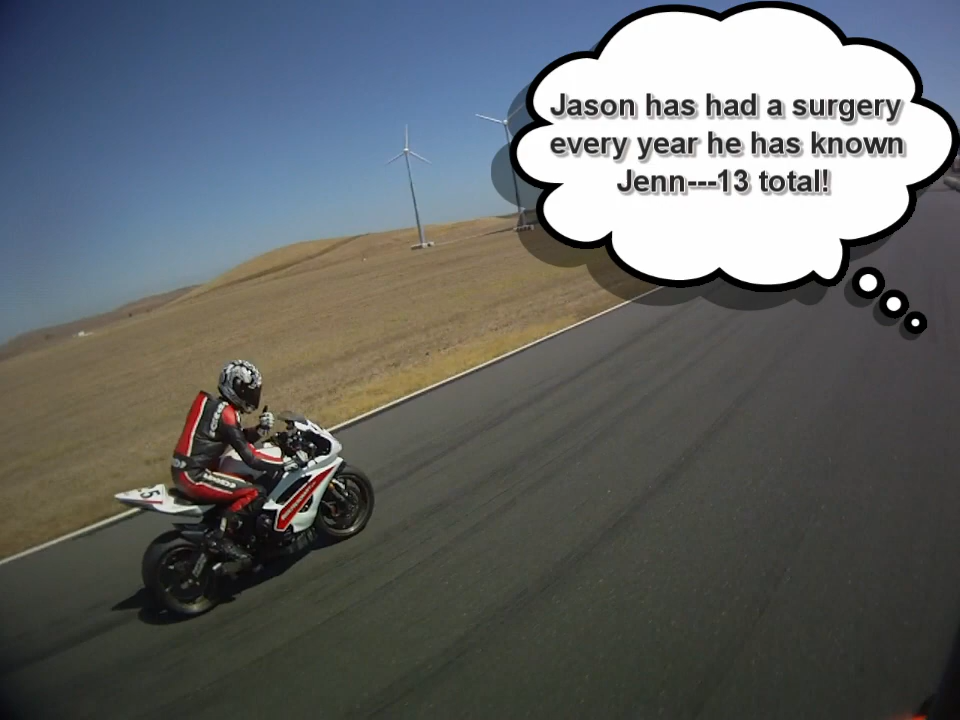 Jason has had a surgery
every year he has known
Jenn---13 total!